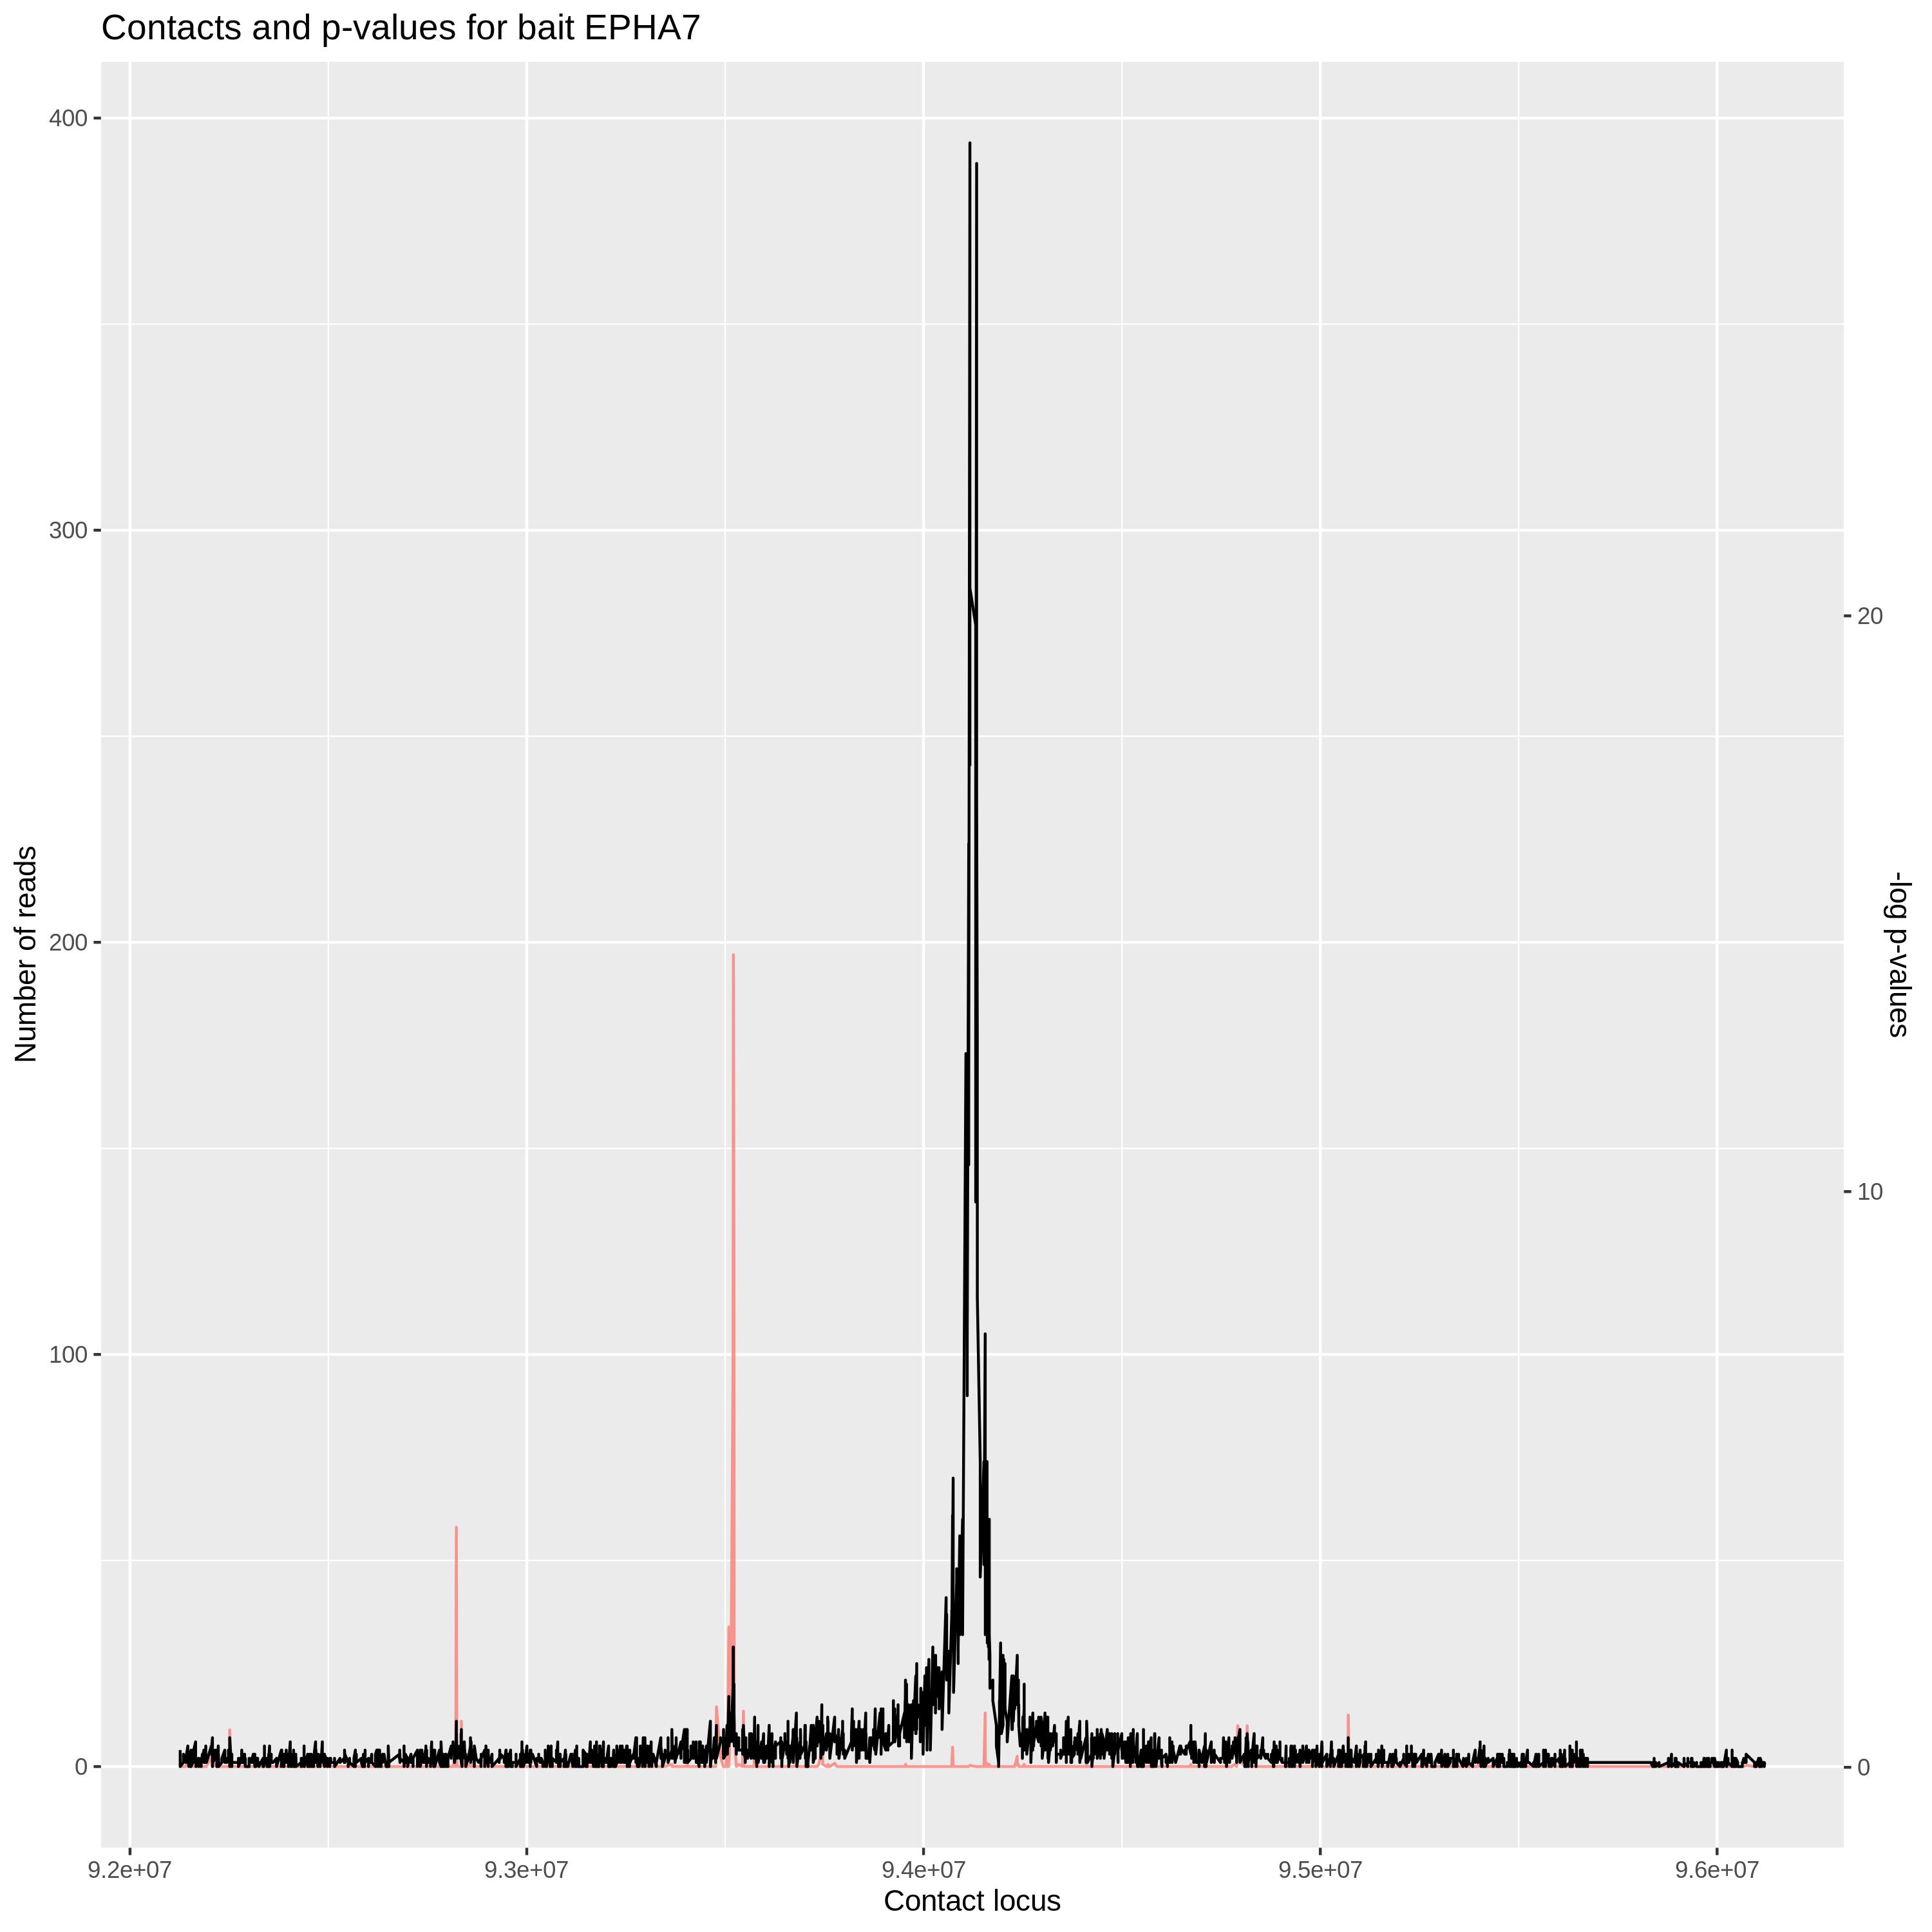 Contacts and p-values for bait EPHA7
400
300
200
100
0
Number of reads
20
10
0
-log p-values
9.2e+07
9.3e+07
9.4e+07
9.5e+07
9.6e+07
Contact locus